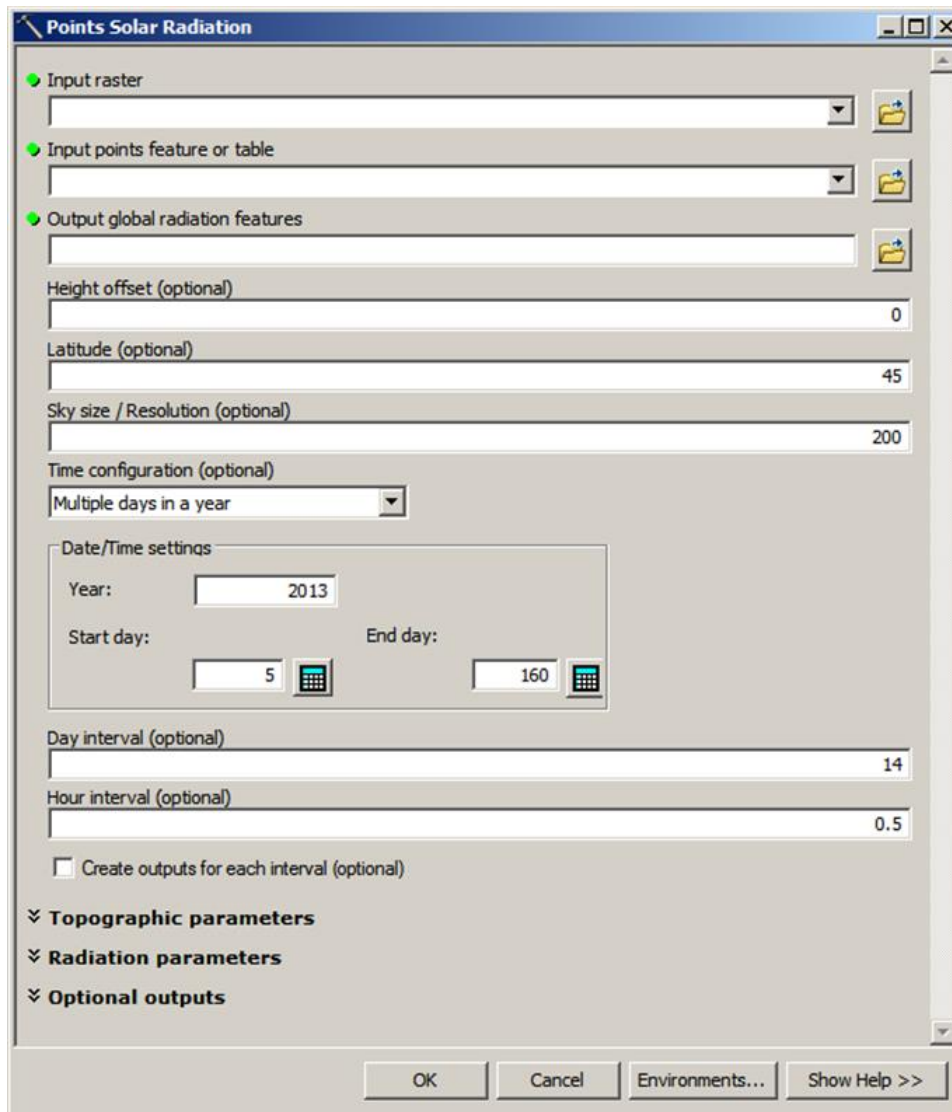 Points Solar Radiation
Input raster
Input points feature or table
Output global radiation features
Height offset (optional)
0
Latitude (optional)
45
Sky size / Resolution (optional)
200
Time configuration (optional)
Multiple days in a year
Date/Time settings
Year: 2013
Start day: End day:
5 160
Day interval (optional)
14
Hour interval (optional)
0.5
Create outputs for each interval (optional)
Topographic parameters
Radiation parameters
Optional outputs
OK Cancel Environments... Show Help >>